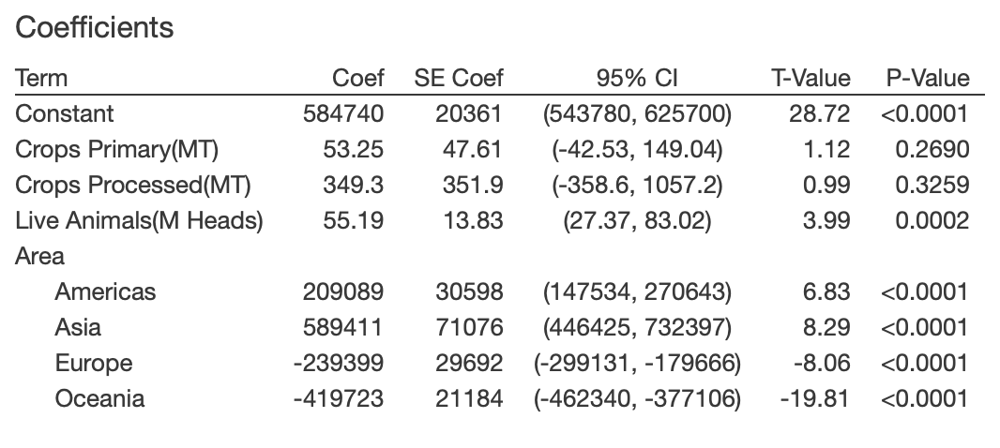 Coefficients
Term Coef SE Coef 95% CI T-Value P-Value
Constant 584740 20361 (543780, 625700) 28.72 <0.0001
Crops Primary(MT) 53.25 47.61 (-42.53, 149.04) 1.12 0.2690
Crops Processed(MT) 349.3 351.9 (-358.6, 1057.2) 0.99 0.3259
Live Animals(M Heads) 55.19 13.83 (27.37, 83.02) 3.99 0.0002
Area
Americas 209089 30598 (147534, 270643) 6.83 <0.0001
Asia 589411 71076 (446425, 732397) 8.29 <0.0001
Europe -239399 29692 (-299131, -179666) -8.06 <0.0001
Oceania -419723 21184 (-462340, -377106) -19.81 <0.0001